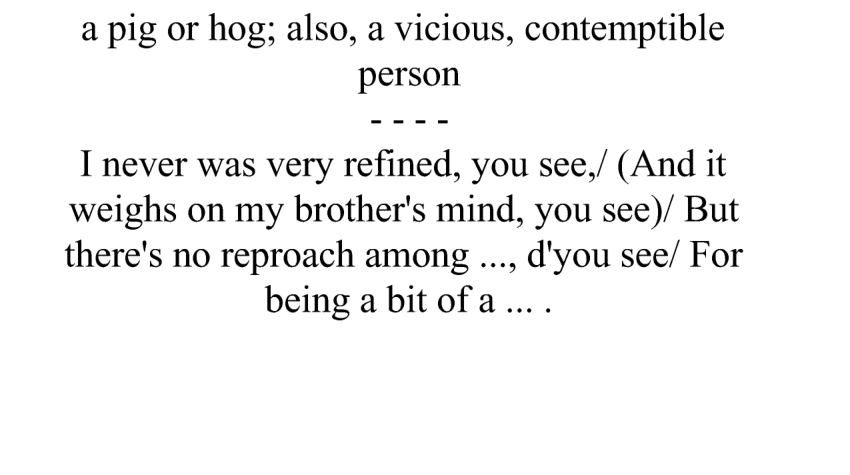 a pig or hog; also, a vicious, contemptible
person
- - - -
I never was very refined, you see,/ (And it
weighs on my brother's mind, you see)/ But
there's no reproach among ..., d'you see/ For
being a bit of a ... .